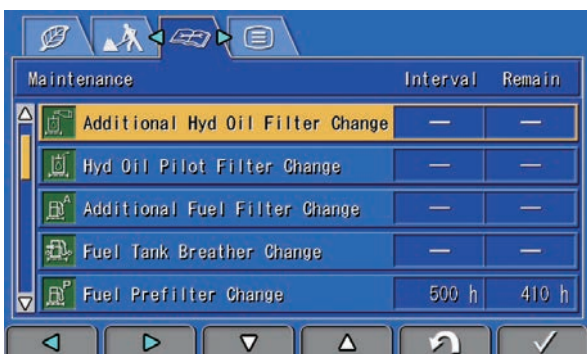 Maintenance Interval Remain
Additional Hyd Oil Filter Change — —
Hyd Oil Pilot Filter Change — —
A Additional Fuel Filter Change — —
Fuel Tank Breather Change — —
P Fuel Prefilter Change 500 h 410 h